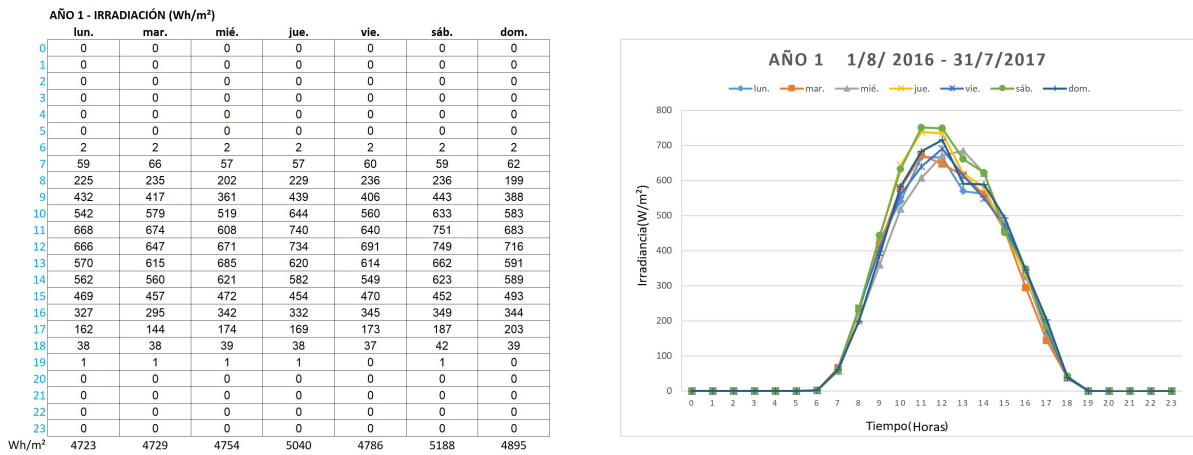 AÑO 1 - IRRADIACIÓN (Wh/m²)
lun. mar. mié. jue. vie. sáb. dom.
0 0 0 0 0 0 0 0
1 0 0 0 0 0 0 0
2 0 0 0 0 0 0 0
3 0 0 0 0 0 0 0
4 0 0 0 0 0 0 0
5 0 0 0 0 0 0 0
6 2 2 2 2 2 2 2
7 59 66 57 57 60 59 62
8 225 235 202 229 236 236 199
9 432 417 361 439 406 443 388
10 542 579 519 644 560 633 583
11 668 674 608 740 640 751 683
12 666 647 671 734 691 749 716
13 570 615 685 620 614 662 591
14 562 560 621 582 549 623 589
15 469 457 472 454 470 452 493
16 327 295 342 332 345 349 344
17 162 144 174 169 173 187 203
18 38 38 39 38 37 42 39
19 1 1 1 1 0 1 0
20 0 0 0 0 0 0 0
21 0 0 0 0 0 0 0
22 0 0 0 0 0 0 0
23 0 0 0 0 0 0 0
Wh/m² 4723 4729 4754 5040 4786 5188 4895
AÑO 1 1/8/ 2016 - 31/7/2017
lun. mar. mié. jue. vie. sáb. dom.
800
700
600
500
400
300
200
100
0
Irradiancia(W/m²)
0 1 2 3 4 5 6 7 8 9 10 11 12 13 14 15 16 17 18 19 20 21 22 23
Tiempo(Horas)